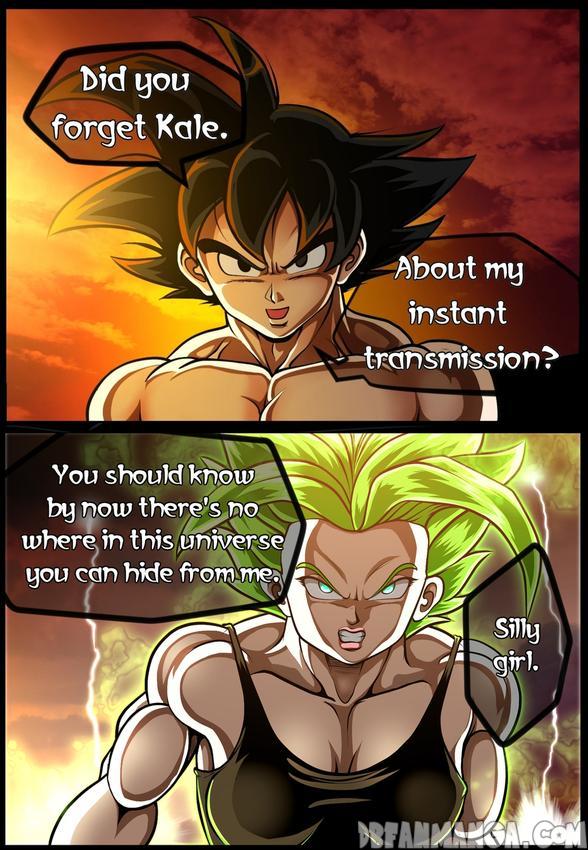 Did you
forget Kale.
About my
instant
transmission?
You should know
by now there's no
where in this universe
you can hide from me.
Silly
girl.
DBFANMANGA.COM